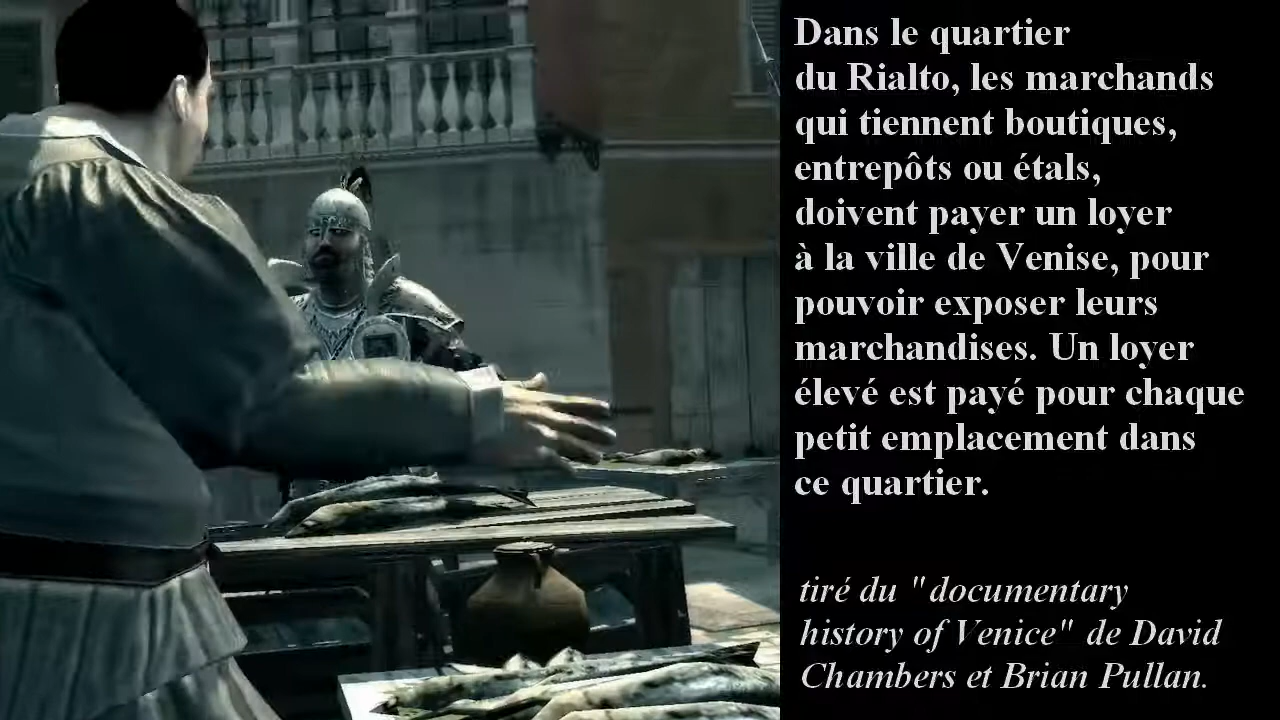 Dans le quartier
du Rialto, les marchands
qui tiennent boutiques,
entrepôts ou étals,
doivent payer un loyer
à la ville de Venise, pour
pouvoir exposer leurs
marchandises. Un loyer
élevé est payé pour chaque
petit emplacement dans
ce quartier.
tiré du "documentary
history of Venice" de David
Chambers et Brian Pullan.